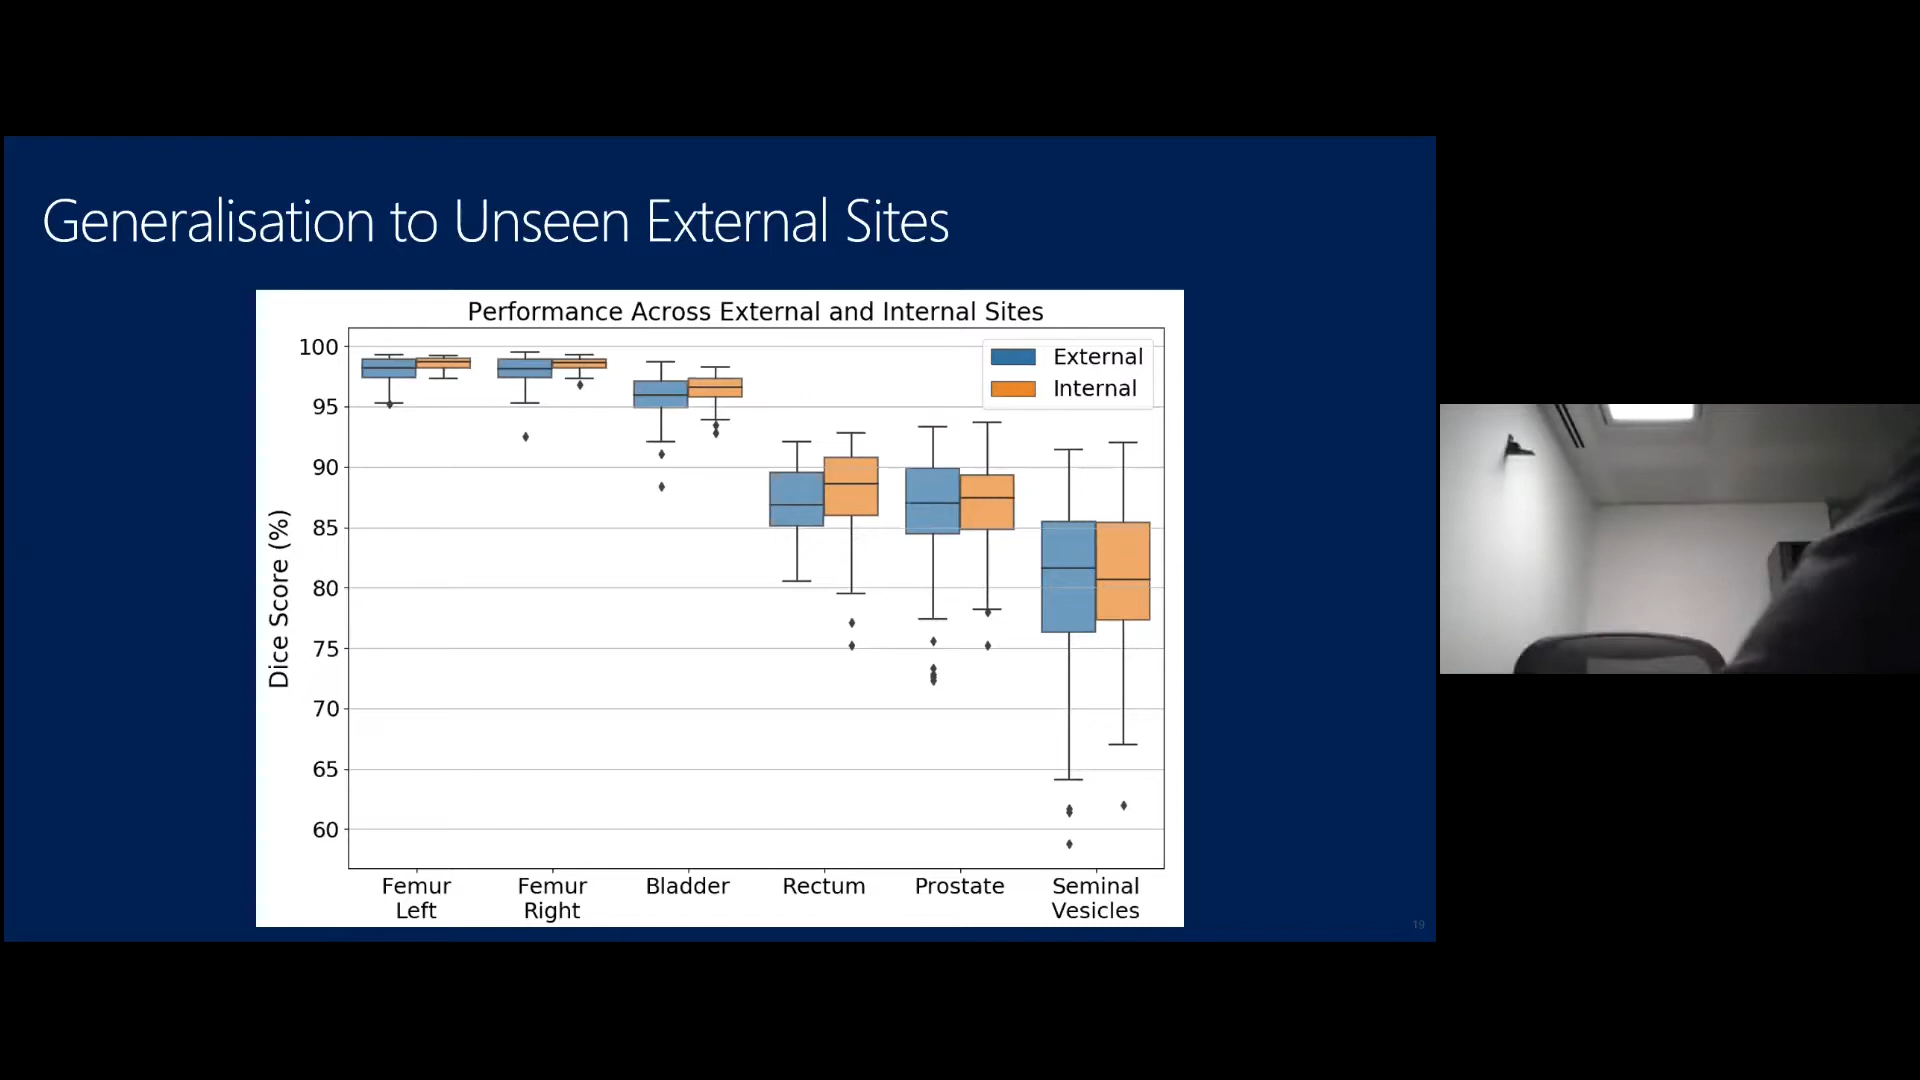 Generalisation to Unseen External Sites
Performance Across External and Internal Sites
External
Internal
Dice Score (%)
100
95
90
85
80
75
70
65
60
Femur Left
Femur Right
Bladder
Rectum
Prostate
Seminal Vesicles
19